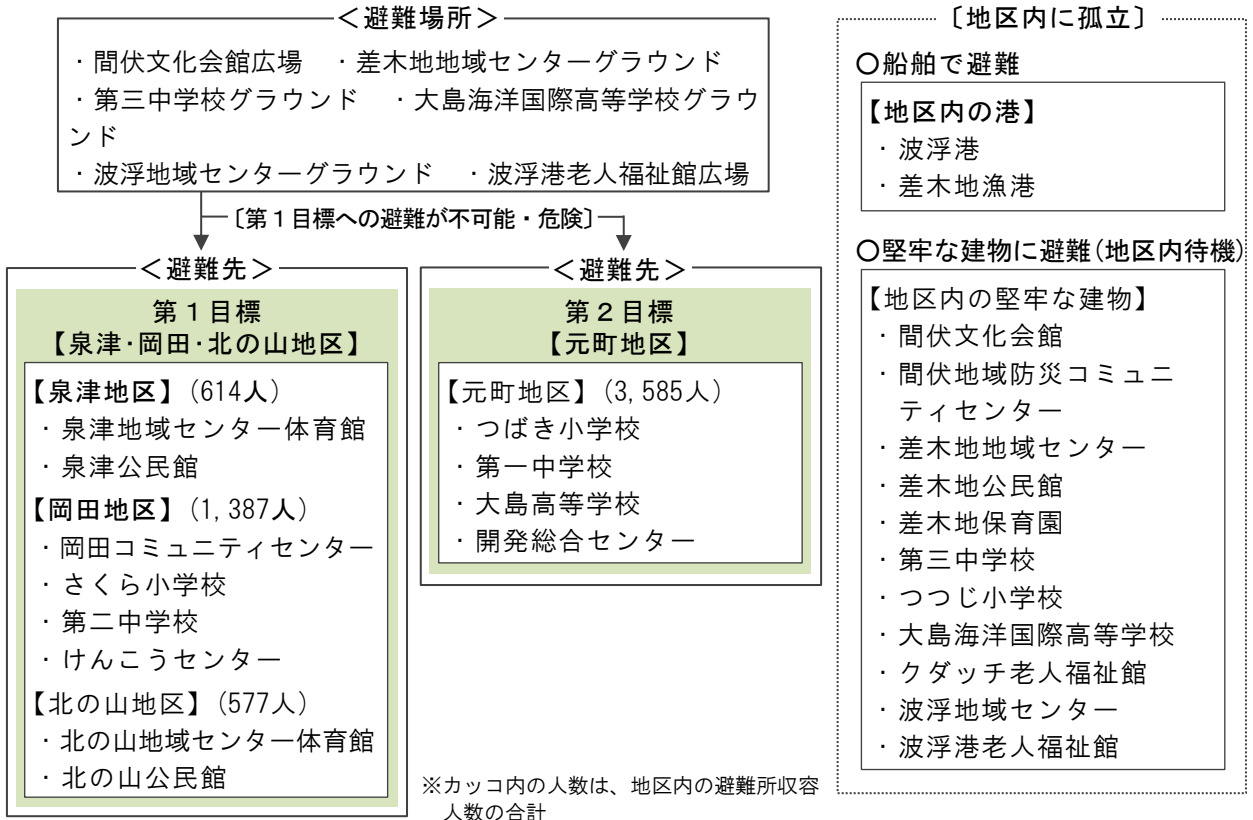 ＜避難場所＞
・間伏文化会館広場　・差木地地域センターグラウンド
・第三中学校グラウンド　・大島海洋国際高等学校グラウ
ンド
・波浮地域センターグラウンド　・波浮港老人福祉館広場
〔第１目標への避難が不可能・危険〕
＜避難先＞
第１目標
【泉津・岡田・北の山地区】
【泉津地区】(614人)
・泉津地域センター体育館
・泉津公民館
【岡田地区】(1,387人)
・岡田コミュニティセンター
・さくら小学校
・第二中学校
・けんこうセンター
【北の山地区】(577人)
・北の山地域センター体育館
・北の山公民館
＜避難先＞
第２目標
【元町地区】
【元町地区】(3,585人)
・つばき小学校
・第一中学校
・大島高等学校
・開発総合センター
※カッコ内の人数は、地区内の避難所収容
人数の合計
〔地区内に孤立〕
○船舶で避難
【地区内の港】
・波浮港
・差木地漁港
○堅牢な建物に避難(地区内待機)
【地区内の堅牢な建物】
・間伏文化会館
・間伏地域防災コミュニ
ティセンター
・差木地地域センター
・差木地公民館
・差木地保育園
・第三中学校
・つつじ小学校
・大島海洋国際高等学校
・クダッチ老人福祉館
・波浮地域センター
・波浮港老人福祉館